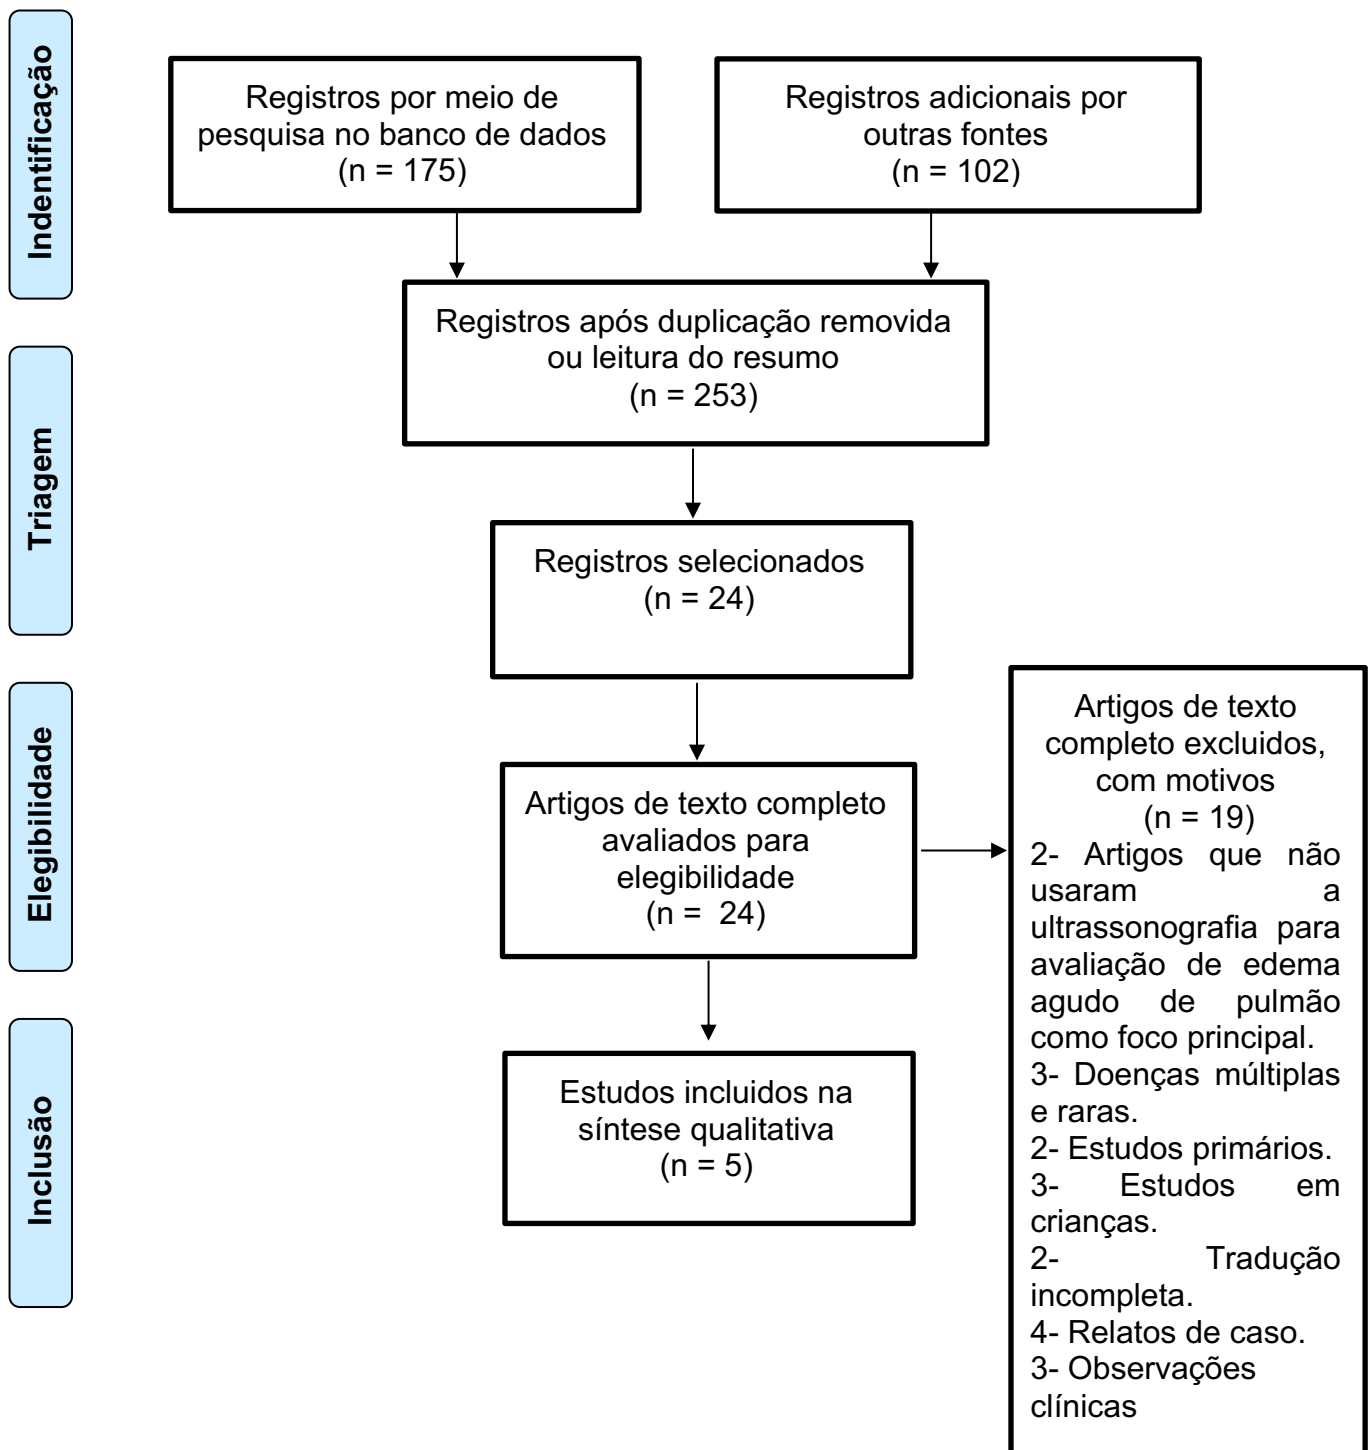 Indentificação
Registros por meio de
pesquisa no banco de dados
(n = 175)
Registros adicionais por
outras fontes
(n = 102)
Registros após duplicação removida
ou leitura do resumo
(n = 253)
Triagem
Registros selecionados
(n = 24)
Elegibilidade
Artigos de texto completo
avaliados para
elegibilidade
(n = 24)
Artigos de texto
completo excluidos,
com motivos
(n = 19)
2- Artigos que não
usaram a
ultrassonografia para
avaliação de edema
agudo de pulmão
como foco principal.
3- Doenças múltiplas
e raras.
2- Estudos primários.
3- Estudos em
crianças.
2- Tradução
incompleta.
4- Relatos de caso.
3- Observações
clínicas
Inclusão
Estudos incluidos na
síntese qualitativa
(n = 5)